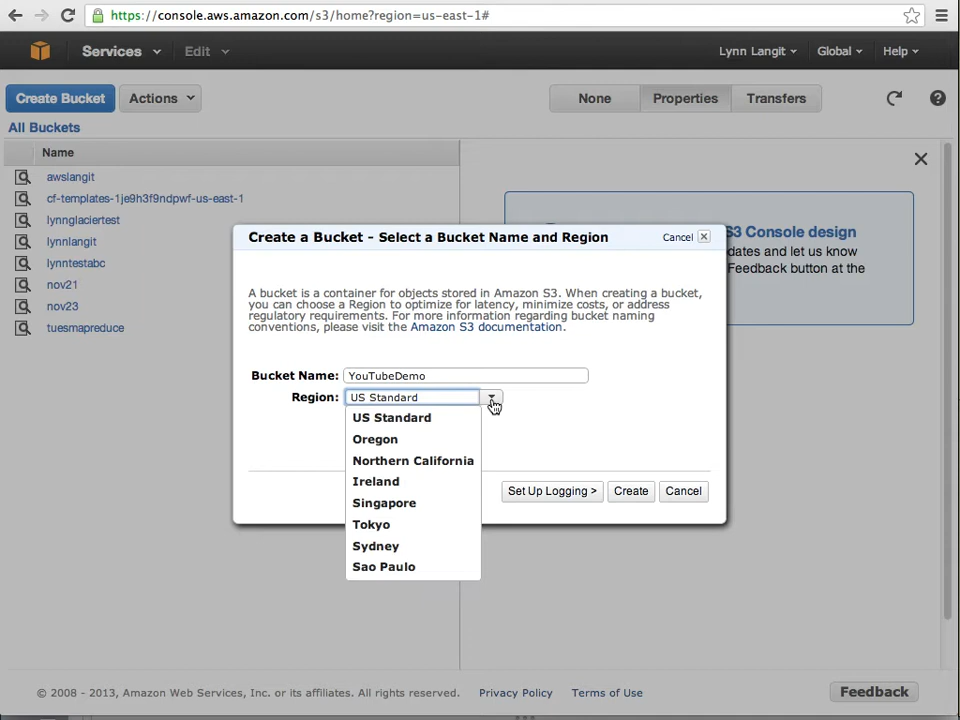 https://console.aws.amazon.com/s3/home?region=us-east-1#
Services Edit Lynn Langit Global Help
Create Bucket Actions None Properties Transfers
All Buckets
Name
awslangit
cf-templates-1je9h3f9ndpwf-us-east-1
lynnglaciertest
lynnlangit
lynntestabc
nov21
nov23
tuesmapreduce
S3 Console design
dates and let us know
Feedback button at the
Create a Bucket - Select a Bucket Name and Region Cancel
A bucket is a container for objects stored in Amazon S3. When creating a bucket,
you can choose a Region to optimize for latency, minimize costs, or address
regulatory requirements. For more information regarding bucket naming
conventions, please visit the Amazon S3 documentation.
Bucket Name: YouTubeDemo
Region: US Standard
US Standard
Oregon
Northern California
Ireland
Singapore
Tokyo
Sydney
Sao Paulo
Set Up Logging > Create Cancel
© 2008 - 2013, Amazon Web Services, Inc. or its affiliates. All rights reserved. Privacy Policy Terms of Use Feedback